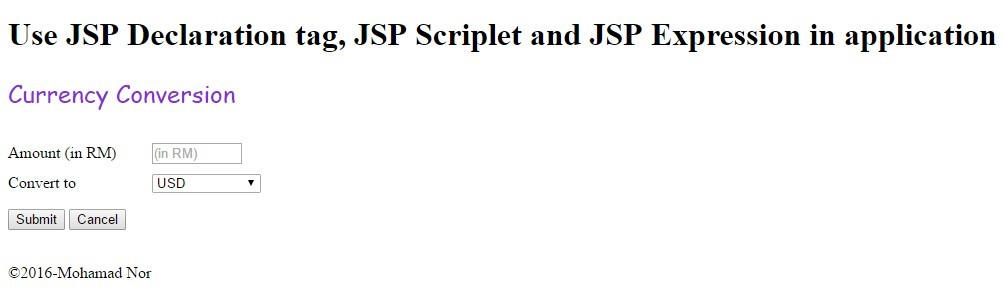 Use JSP Declaration tag, JSP Scriplet and JSP Expression in application
Currency Conversion
Amount (in RM) (in RM)
Convert to USD
Submit Cancel
©2016-Mohamad Nor